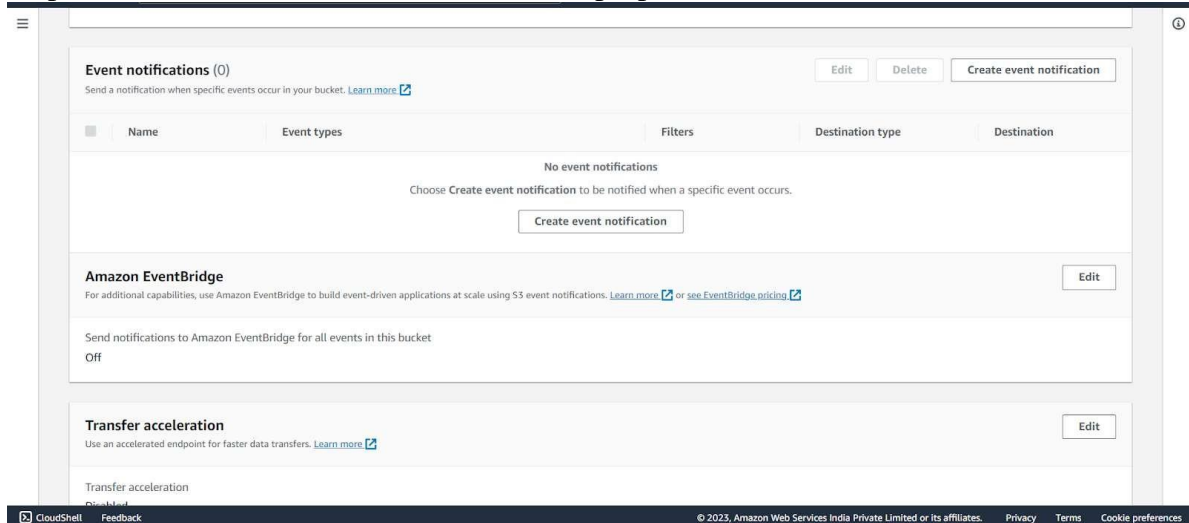 Event notifications (0)
Edit
Delete
Create event notification
Send a notification when specific events occur in your bucket. Learn more
Name
Event types
Filters
Destination type
Destination
No event notifications
Choose Create event notification to be notified when a specific event occurs.
Create event notification
Amazon EventBridge
Edit
For additional capabilities, use Amazon EventBridge to build event-driven applications at scale using S3 event notifications. Learn more or see EventBridge pricing
Send notifications to Amazon EventBridge for all events in this bucket
Off
Transfer acceleration
Edit
Use an accelerated endpoint for faster data transfers. Learn more
Transfer acceleration
Disabled
CloudShell Feedback © 2023, Amazon Web Services India Private Limited or its affiliates. Privacy Terms Cookie preferences